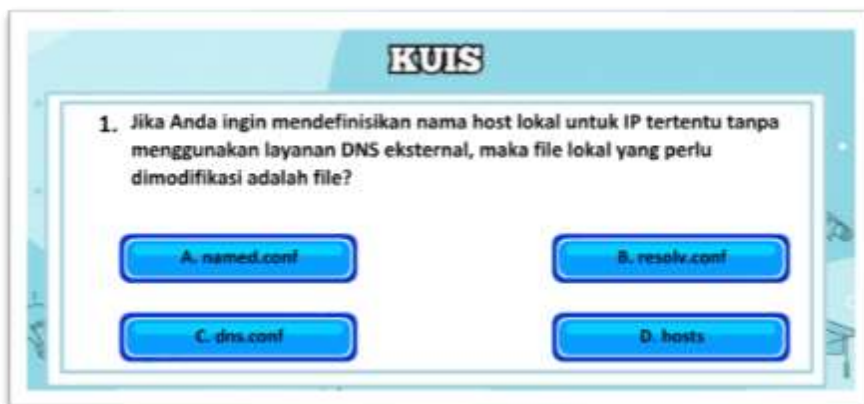 KUIS
1. Jika Anda ingin mendefinisikan nama host lokal untuk IP tertentu tanpa
menggunakan layanan DNS eksternal, maka file lokal yang perlu
dimodifikasi adalah file?
A. named.conf
B. resolv.conf
C. dns.conf
D. hosts